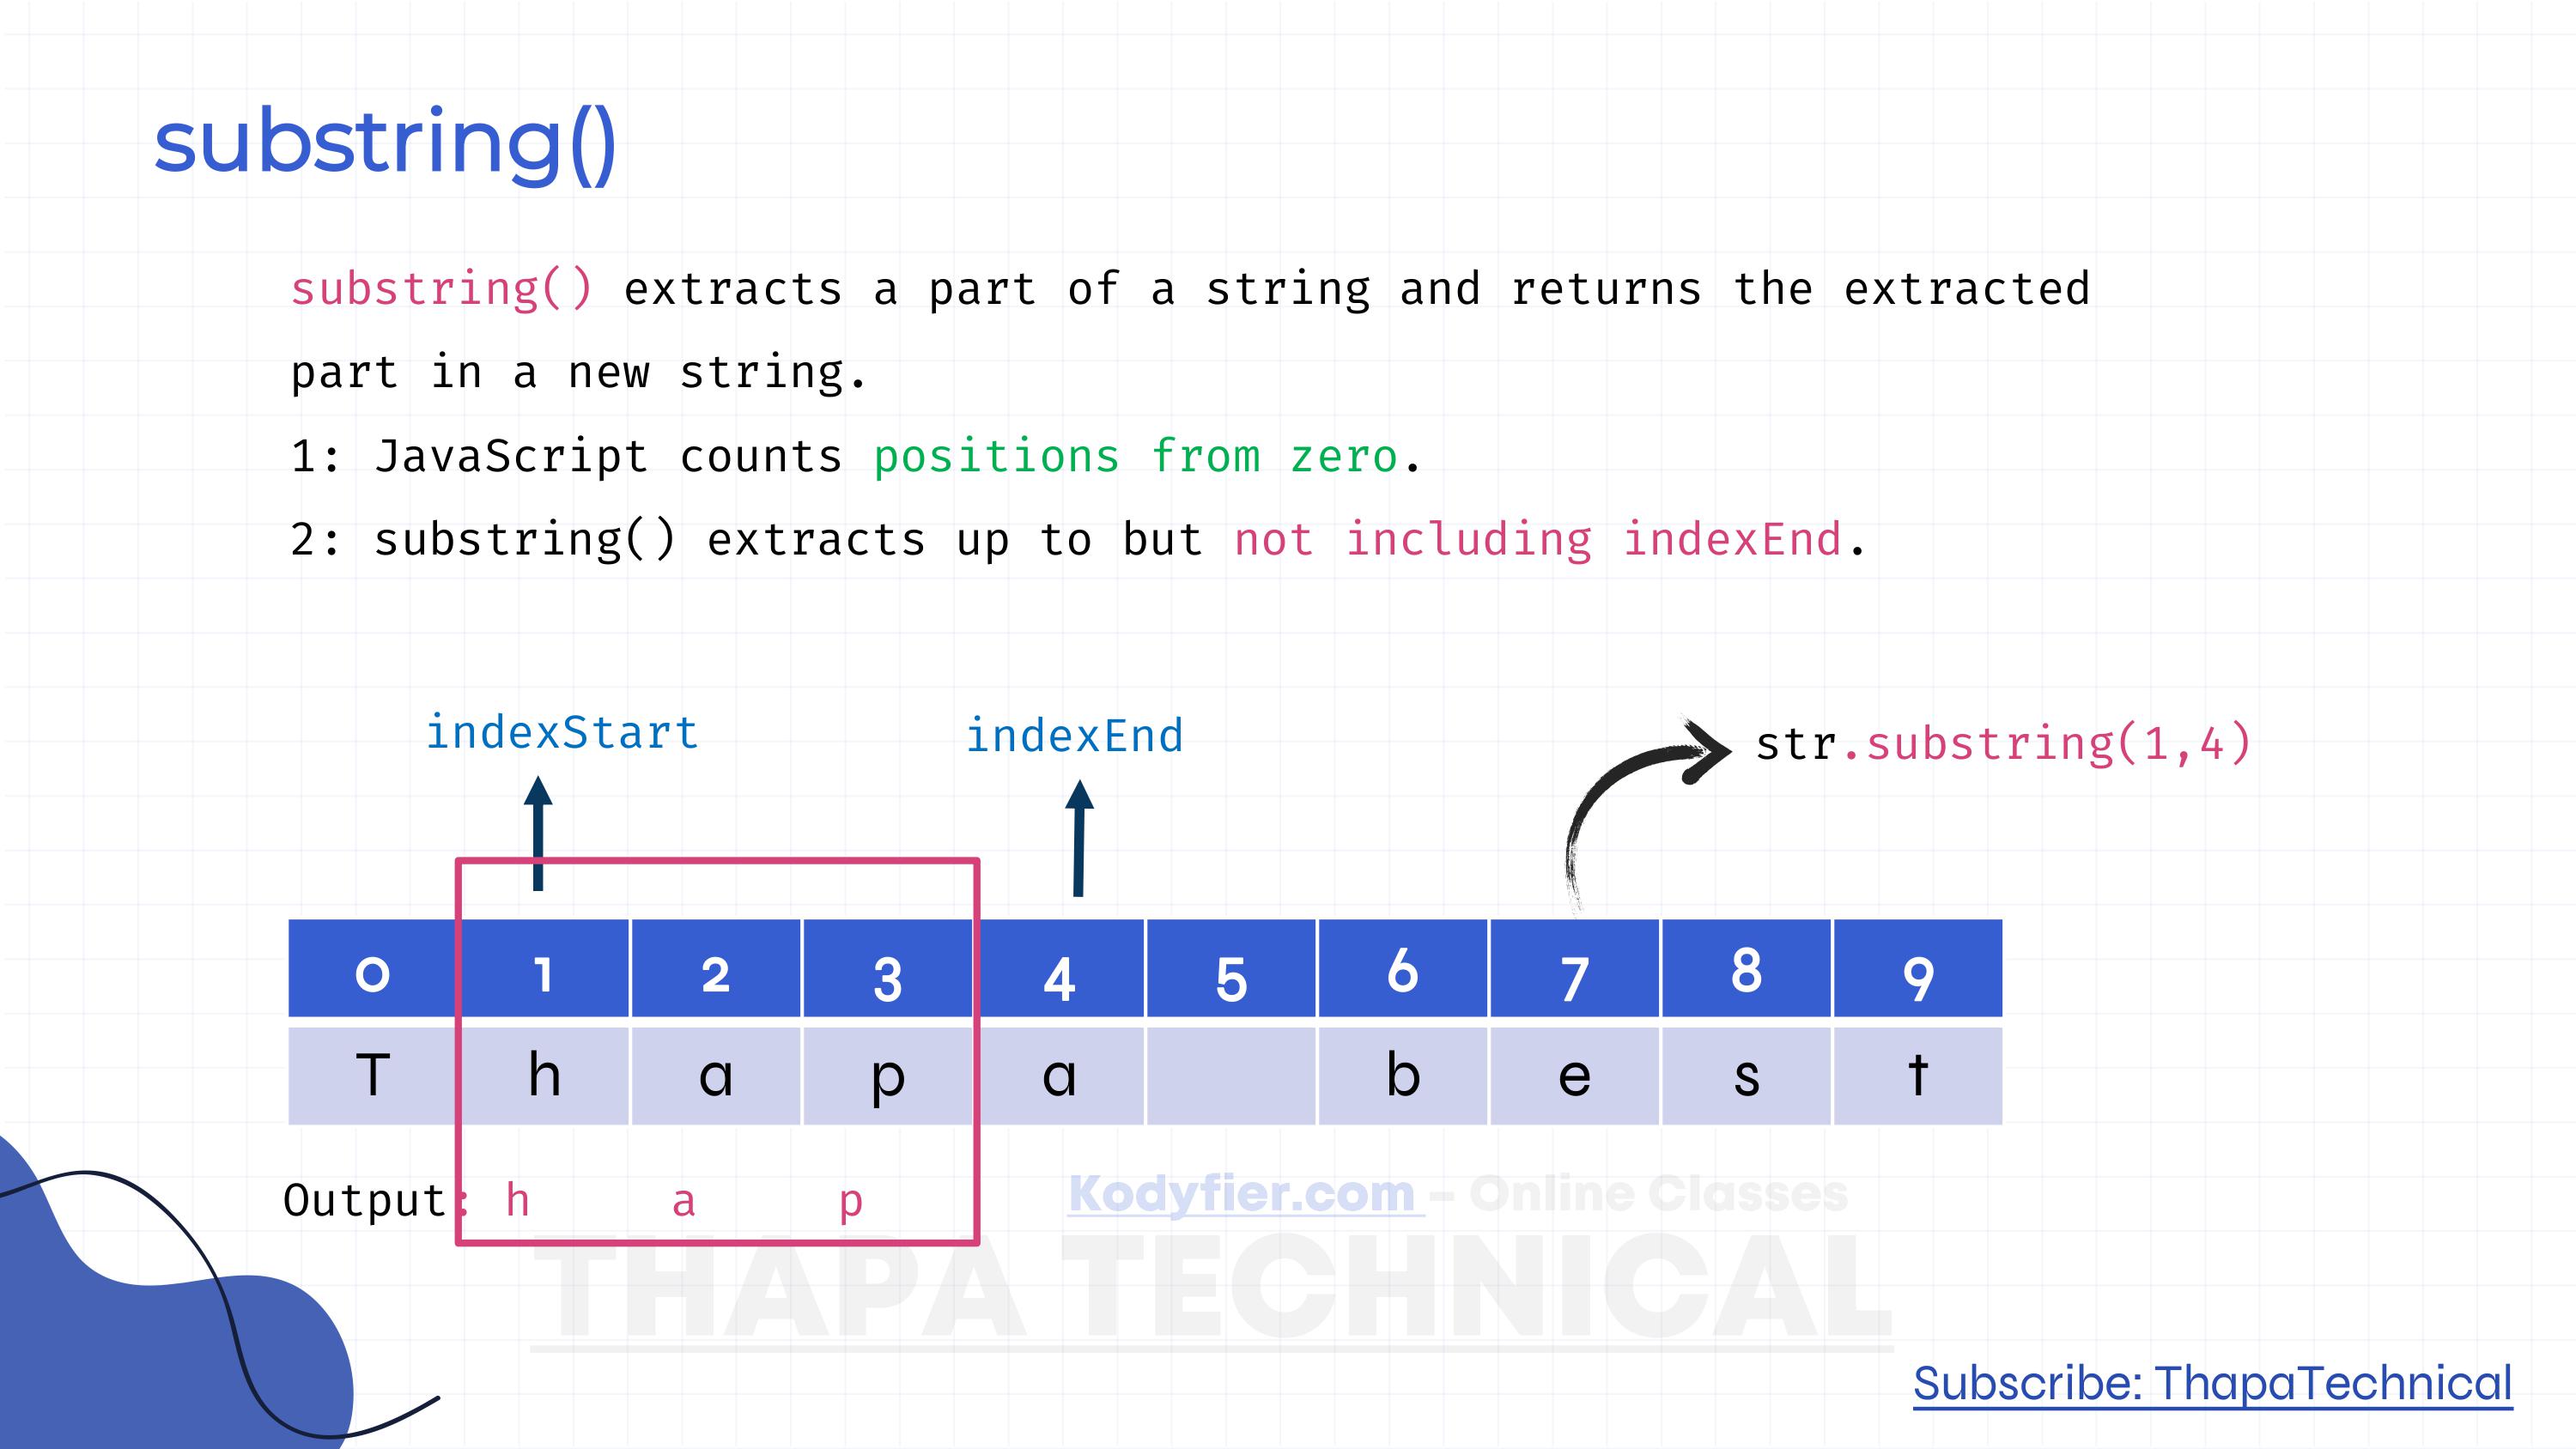 substring()
substring() extracts a part of a string and returns the extracted
part in a new string.
1: JavaScript counts positions from zero.
2: substring() extracts up to but not including indexEnd.
indexStart indexEnd str.substring(1,4)
0 1 2 3 4 5 6 7 8 9
T h a p a b e s t
Output: h a p
Kodyfier.com - Online Classes
THAPA TECHNICAL
Subscribe: ThapaTechnical